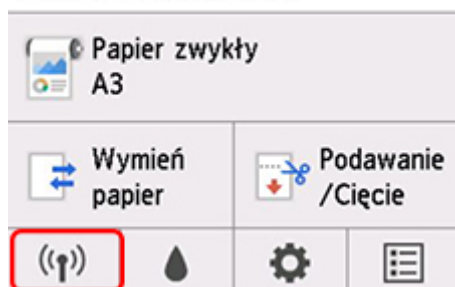 Papier zwykły
A3
Wymień
papier
Podawanie
/Cięcie